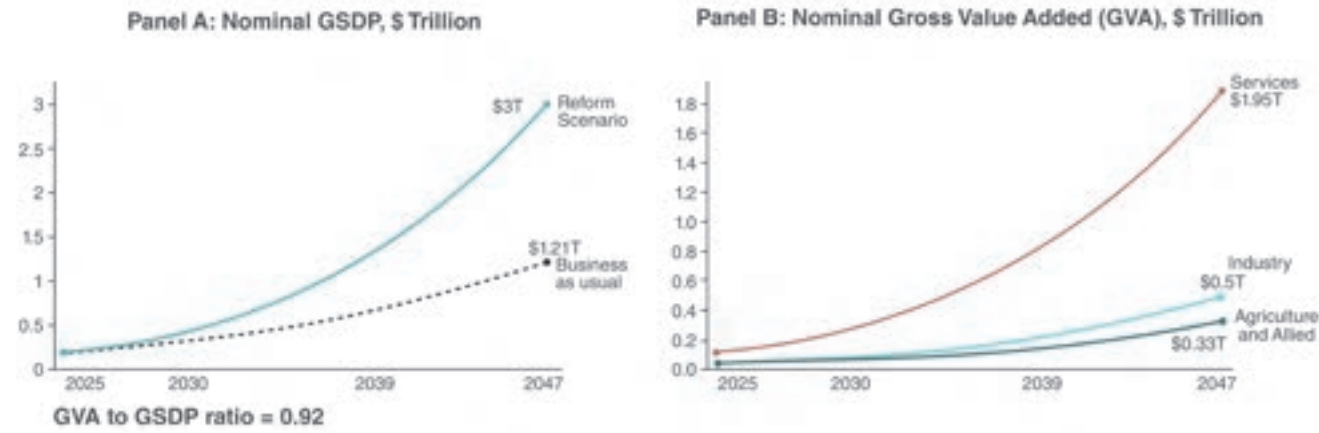 Panel A: Nominal GSDP, $ Trillion
3
2.5
2
1.5
1
0.5
0
$3T
Reform
Scenario
$1.21T
Business
as usual
2025
2030
2039
2047
GVA to GSDP ratio = 0.92
Panel B: Nominal Gross Value Added (GVA), $ Trillion
1.8
1.6
1.4
1.2
1.0
0.8
0.6
0.4
0.2
0.0
Services
$1.95T
Industry
$0.5T
Agriculture
and Allied
$0.33T
2025
2030
2039
2047